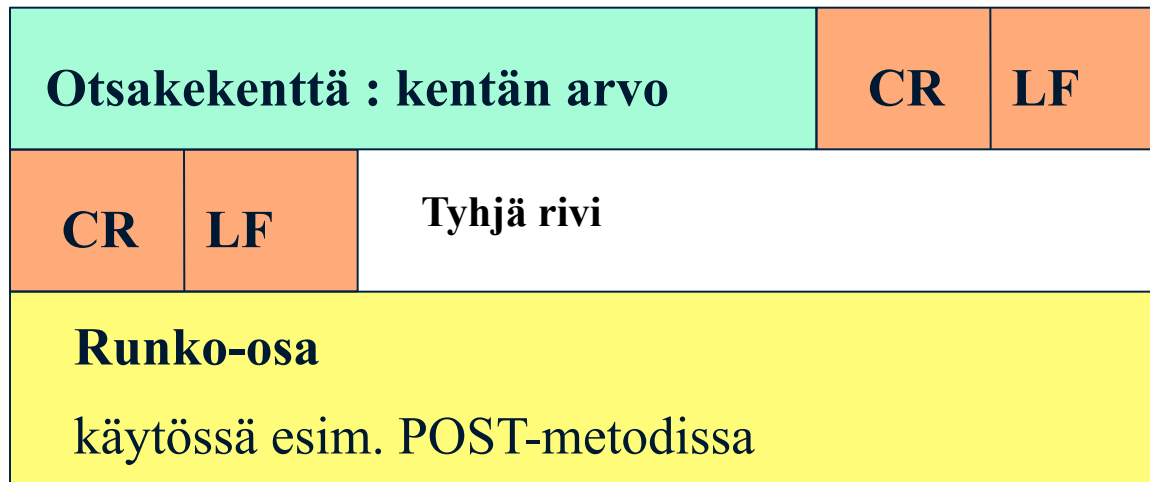 Otsakekenttä : kentän arvo CR LF
CR LF Tyhjä rivi
Runko-osa
käytössä esim. POST-metodissa